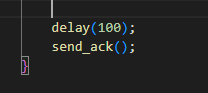 delay(100);
send_ack();
}